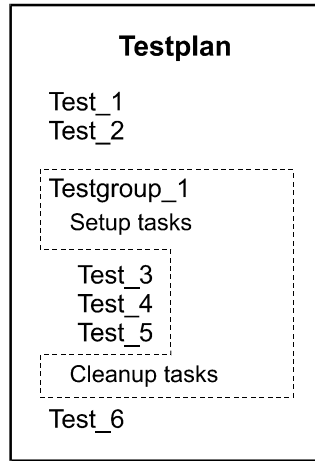 Testplan
Test_1
Test_2
Testgroup_1
Setup tasks
Test_3
Test_4
Test_5
Cleanup tasks
Test_6